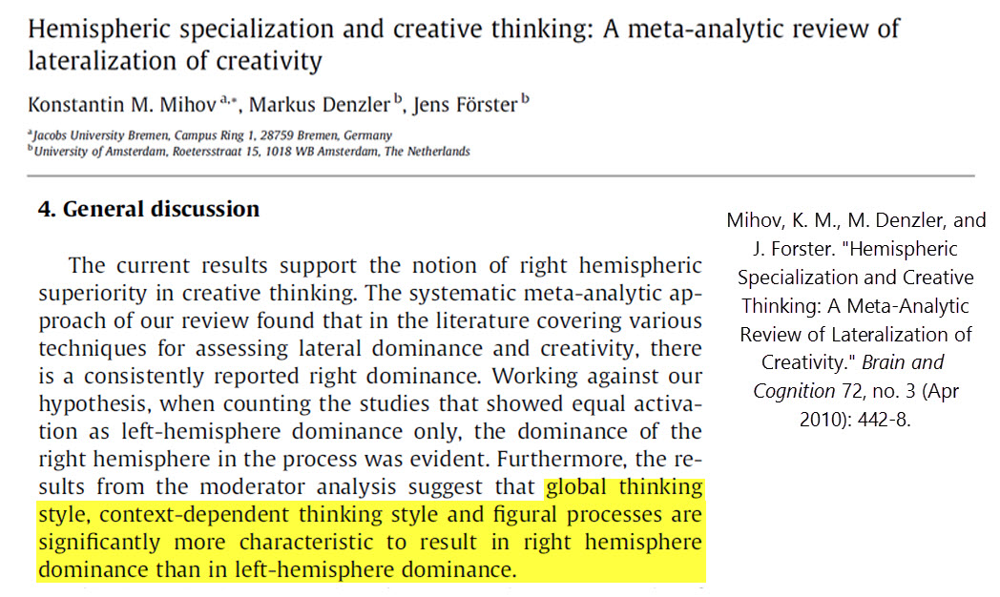 Hemispheric specialization and creative thinking: A meta-analytic review of
lateralization of creativity
Konstantin M. Mihov a,*, Markus Denzler b, Jens Förster b
a Jacobs University Bremen, Campus Ring 1, 28759 Bremen, Germany
b University of Amsterdam, Roetersstraat 15, 1018 WB Amsterdam, The Netherlands
4. General discussion
The current results support the notion of right hemispheric
superiority in creative thinking. The systematic meta-analytic ap-
proach of our review found that in the literature covering various
techniques for assessing lateral dominance and creativity, there
is a consistently reported right dominance. Working against our
hypothesis, when counting the studies that showed equal activa-
tion as left-hemisphere dominance only, the dominance of the
right hemisphere in the process was evident. Furthermore, the re-
sults from the moderator analysis suggest that global thinking
style, context-dependent thinking style and figural processes are
significantly more characteristic to result in right hemisphere
dominance than in left-hemisphere dominance.
Mihov, K. M., M. Denzler, and
J. Forster. "Hemispheric
Specialization and Creative
Thinking: A Meta-Analytic
Review of Lateralization of
Creativity." Brain and
Cognition 72, no. 3 (Apr
2010): 442-8.